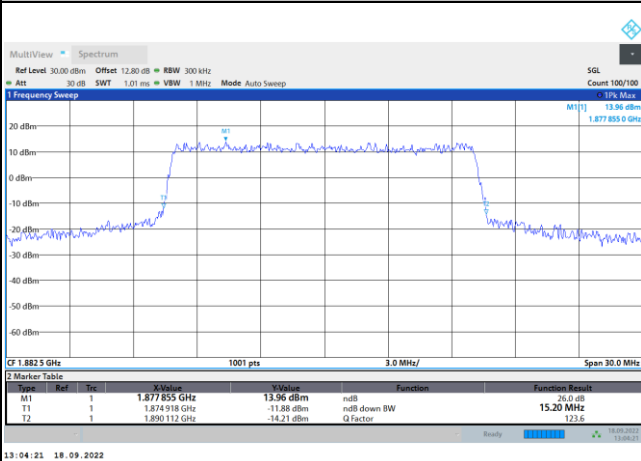 MultiView Spectrum
Ref Level 30.00 dBm Offset 12.80 dB RBW 300 kHz SGL
Att 30 dB SWT 1.01 ms VBW 1 MHz Mode Auto Sweep Count 100/100
1 Frequency Sweep 1Pk Max
M1[1] 13.96 dBm
1.877 855 0 GHz
M1
20 dBm
10 dBm
0 dBm
T1
-10 dBm
T2
-20 dBm
-30 dBm
-40 dBm
-50 dBm
-60 dBm
CF 1.882 5 GHz 1001 pts 3.0 MHz/ Span 30.0 MHz
2 Marker Table
Type Ref Trc X-Value Y-Value Function Function Result
M1 1 1.877 855 GHz 13.96 dBm ndB 26.0 dB
T1 1 1.874 918 GHz -11.88 dBm ndB down BW 15.20 MHz
T2 1 1.890 112 GHz -14.21 dBm Q Factor 123.6
Ready 18.09.2022
13:04:21
13:04:21 18.09.2022